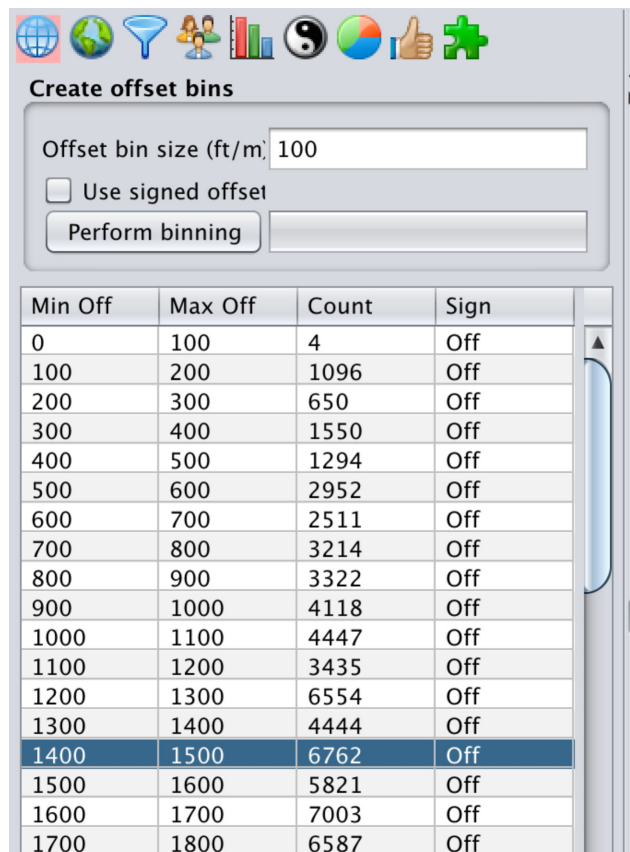 Create offset bins
Offset bin size (ft/m) 100
Use signed offset
Perform binning
Min Off Max Off Count Sign
0 100 4 Off
100 200 1096 Off
200 300 650 Off
300 400 1550 Off
400 500 1294 Off
500 600 2952 Off
600 700 2511 Off
700 800 3214 Off
800 900 3322 Off
900 1000 4118 Off
1000 1100 4447 Off
1100 1200 3435 Off
1200 1300 6554 Off
1300 1400 4444 Off
1400 1500 6762 Off
1500 1600 5821 Off
1600 1700 7003 Off
1700 1800 6587 Off